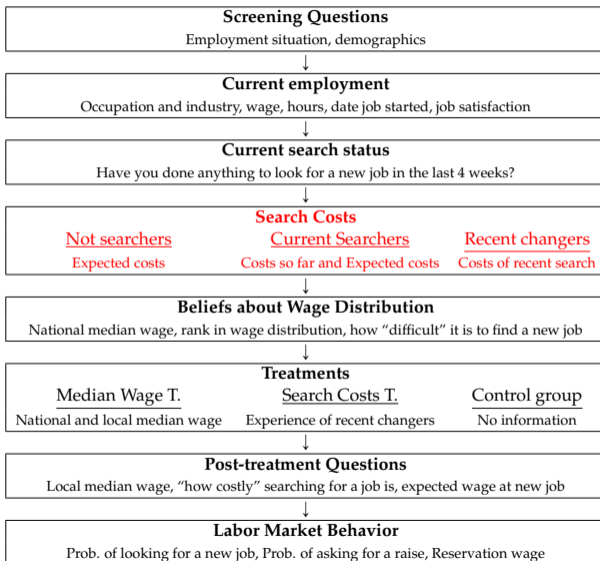 Screening Questions
Employment situation, demographics
Current employment
Occupation and industry, wage, hours, date job started, job satisfaction
Current search status
Have you done anything to look for a new job in the last 4 weeks?
Search Costs
Not searchers Current Searchers Recent changers
Expected costs Costs so far and Expected costs Costs of recent search
Beliefs about Wage Distribution
National median wage, rank in wage distribution, how “difficult” it is to find a new job
Treatments
Median Wage T. Search Costs T. Control group
National and local median wage Experience of recent changers No information
Post-treatment Questions
Local median wage, “how costly” searching for a job is, expected wage at new job
Labor Market Behavior
Prob. of looking for a new job, Prob. of asking for a raise, Reservation wage